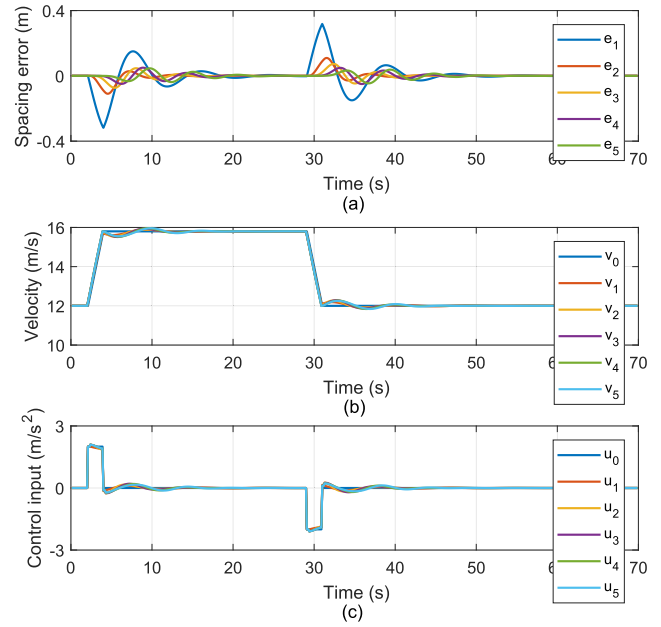 Spacing error (m)
0.4
0
-0.4
0 10 20 30 40 50 60 70
e1
e2
e3
e4
e5
Time (s)
(a)
Velocity (m/s)
16
14
12
10
0 10 20 30 40 50 60 70
v0
v1
v2
v3
v4
v5
Time (s)
(b)
Control input (m/s²)
3
0
-3
0 10 20 30 40 50 60 70
u0
u1
u2
u3
u4
u5
Time (s)
(c)